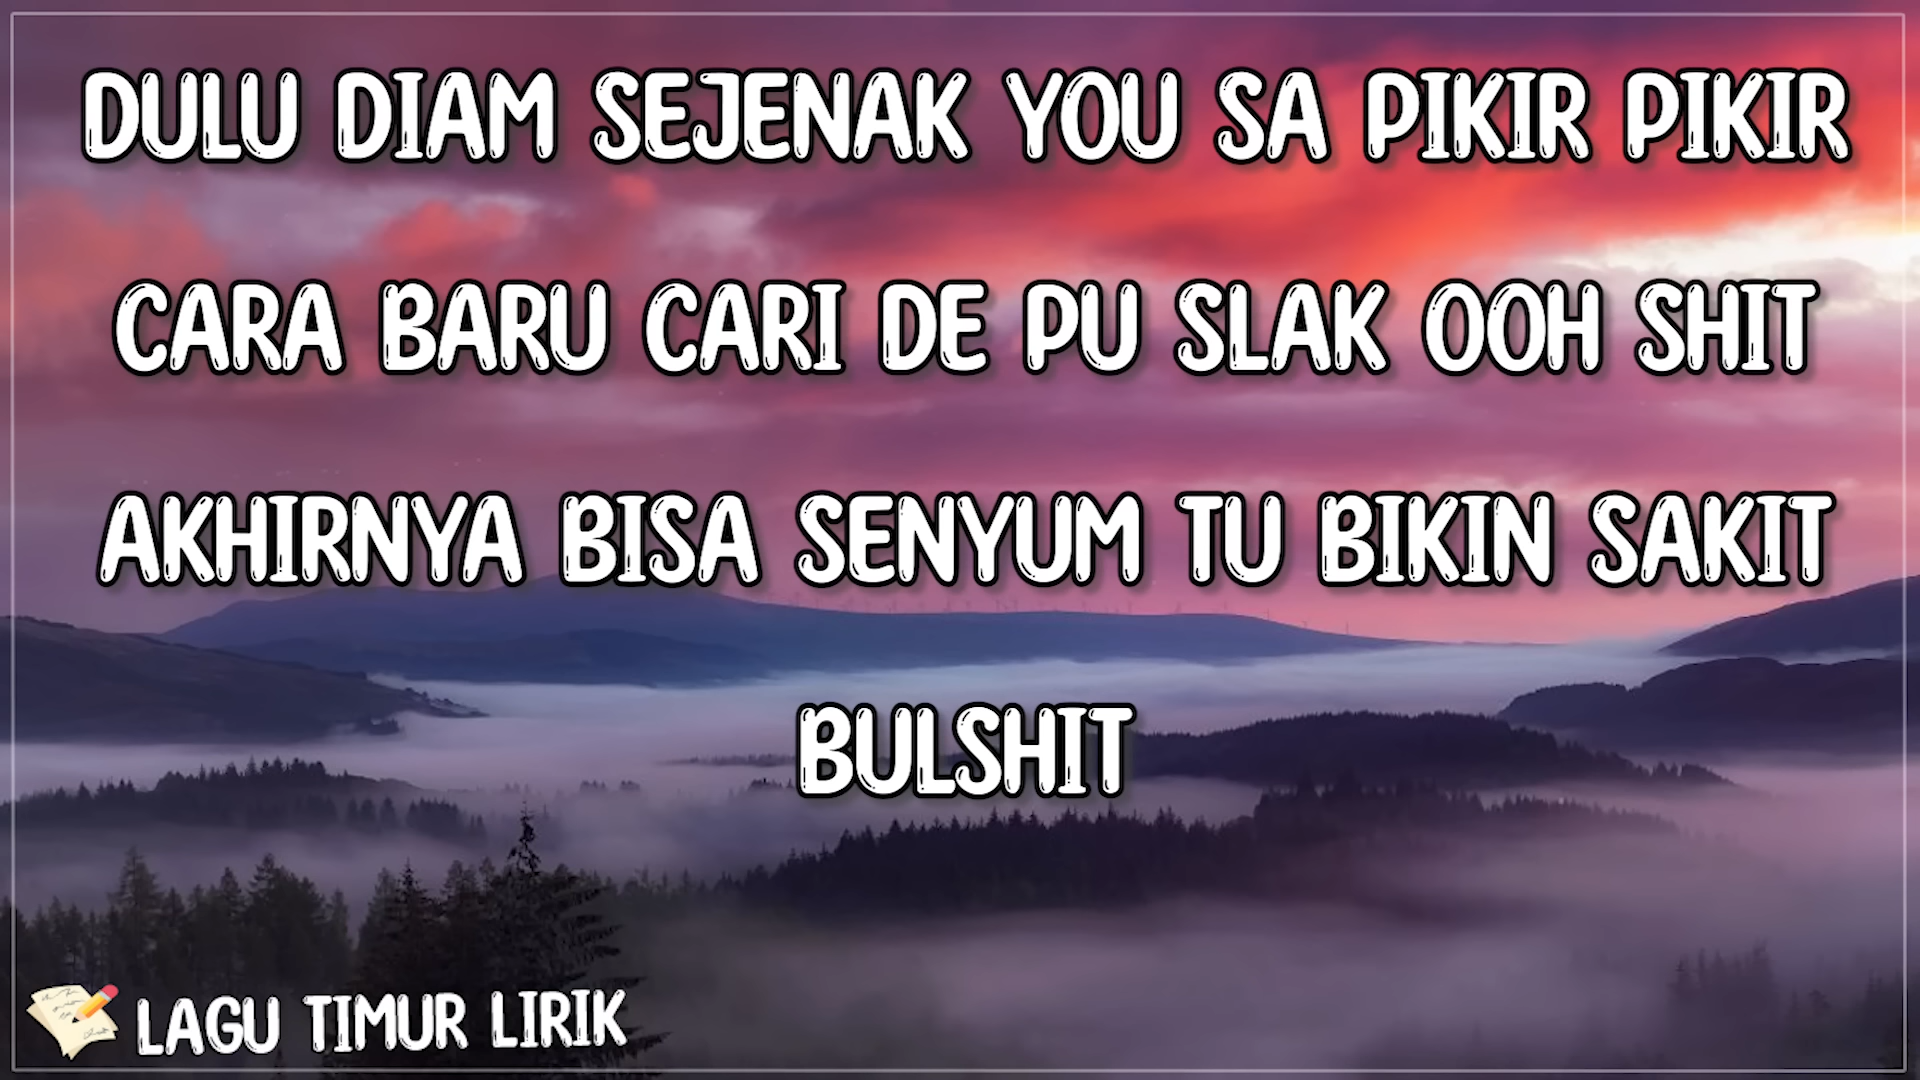 DULU DIAM SEJENAK YOU SA PIKIR PIKIR
CARA BARU CARI DE PU SLAK OOH SHIT
AKHIRNYA BISA SENYUM TU BIKIN SAKIT
BULSHIT
LAGU TIMUR LIRIK